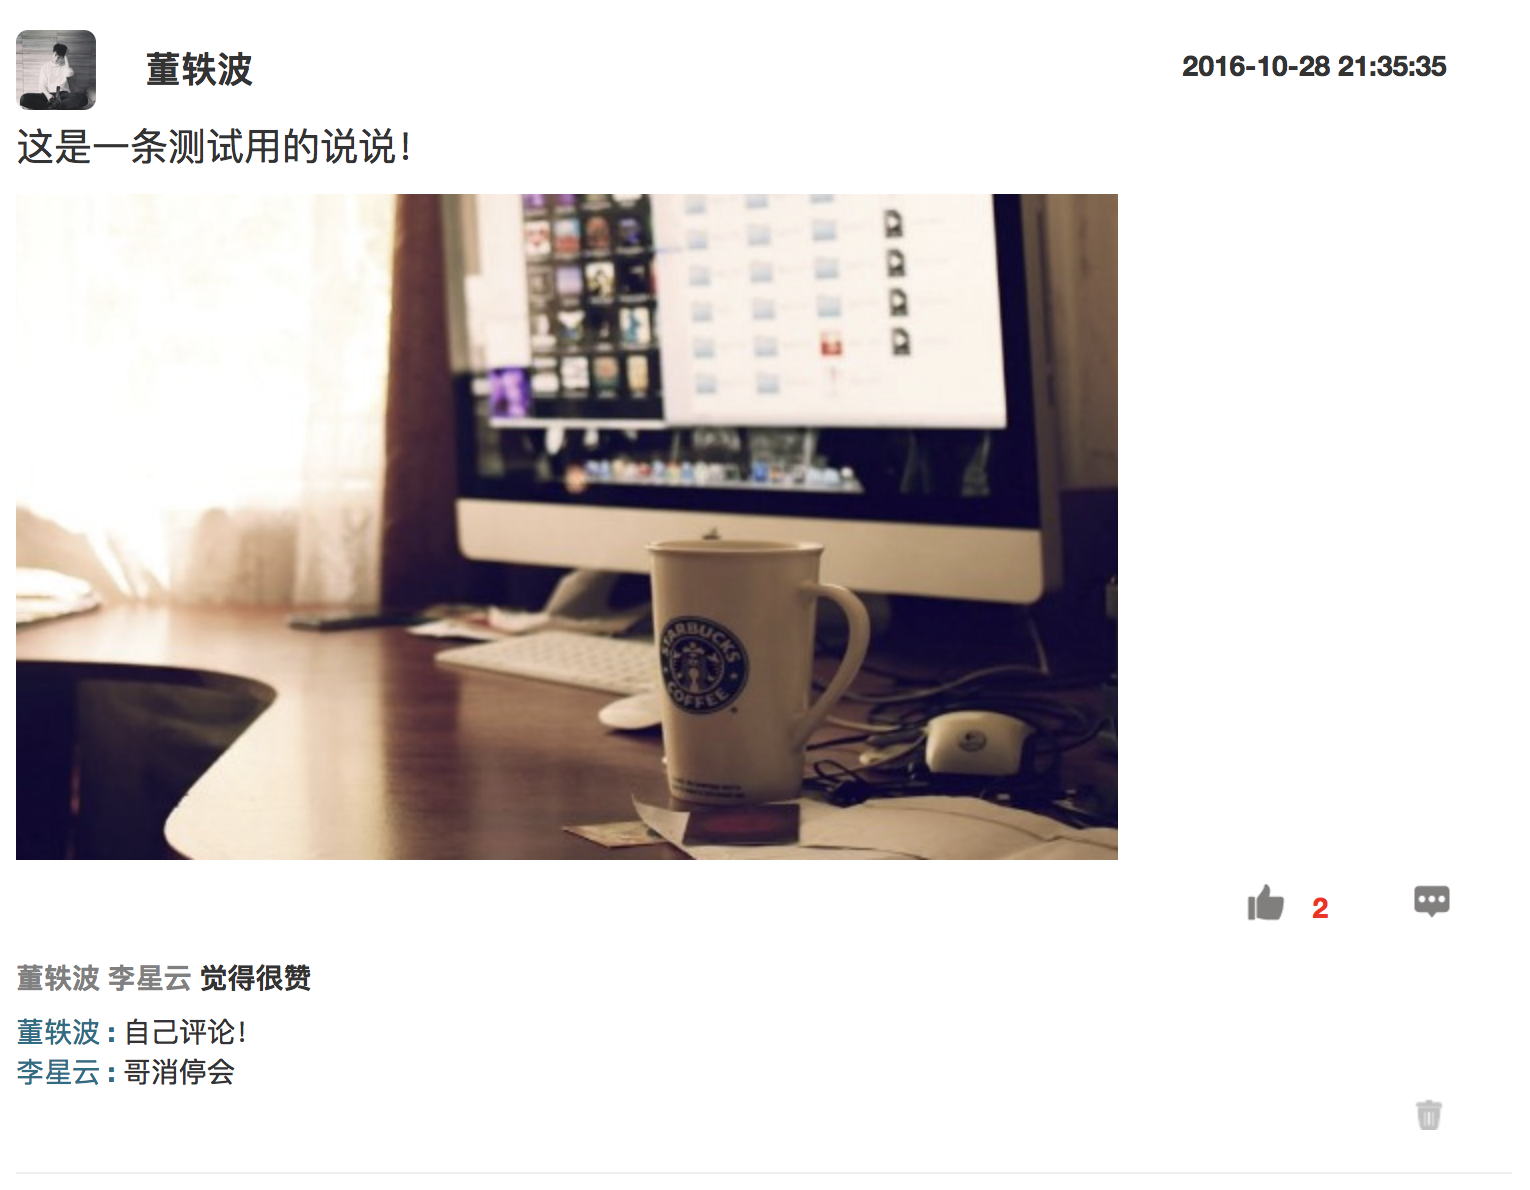 董轶波
2016-10-28 21:35:35
这是一条测试用的说说！
STARBUCKS
COFFEE
2
董轶波 李星云 觉得很赞
董轶波 : 自己评论！
李星云 : 哥消停会